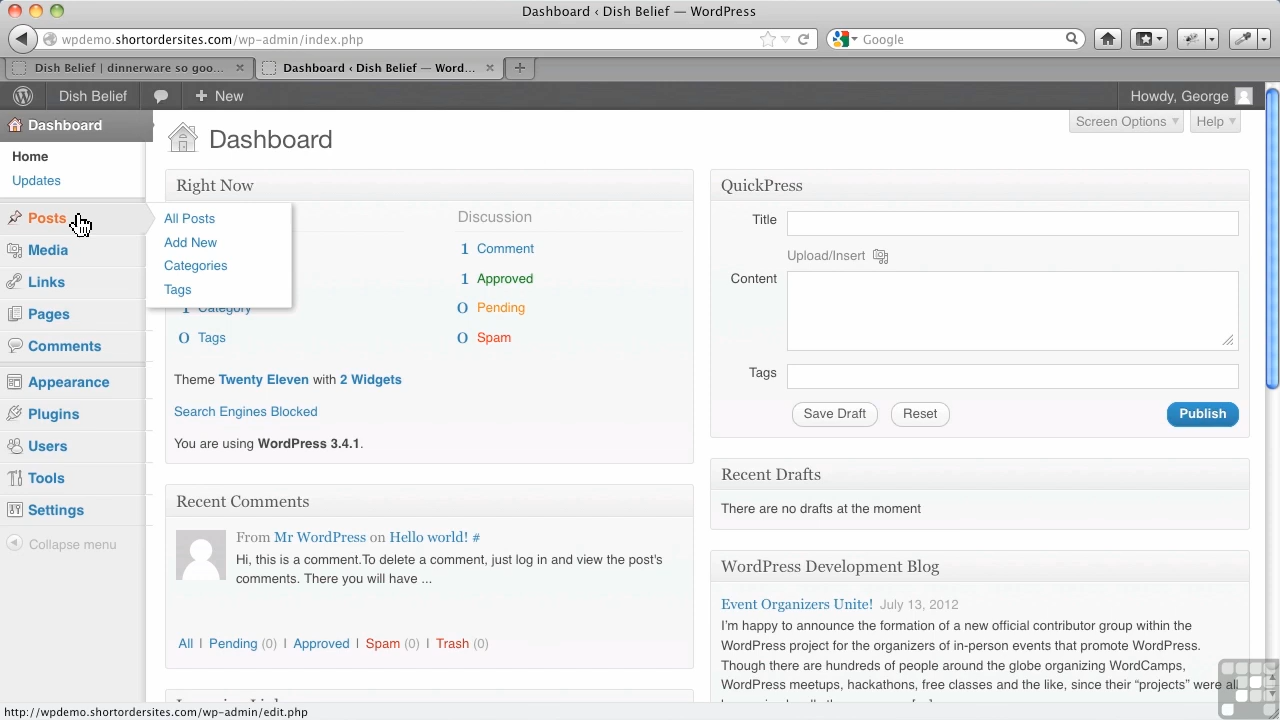 Dashboard ‹ Dish Belief — WordPress
wpdemo.shortordersites.com/wp-admin/index.php
Google
Dish Belief | dinnerware so goo...
Dashboard ‹ Dish Belief — Word...
Dish Belief
New
Howdy, George
Dashboard
Home
Updates
Posts
Media
Links
Pages
Comments
Appearance
Plugins
Users
Tools
Settings
Collapse menu
All Posts
Add New
Categories
Tags
Dashboard
Screen Options
Help
Right Now
Discussion
1 Comment
1 Approved
1 Category
0 Pending
0 Tags
0 Spam
Theme Twenty Eleven with 2 Widgets
Search Engines Blocked
You are using WordPress 3.4.1.
Recent Comments
From Mr WordPress on Hello world! #
Hi, this is a comment.To delete a comment, just log in and view the post's
comments. There you will have ...
All | Pending (0) | Approved | Spam (0) | Trash (0)
QuickPress
Title
Upload/Insert
Content
Tags
Save Draft
Reset
Publish
Recent Drafts
There are no drafts at the moment
WordPress Development Blog
Event Organizers Unite! July 13, 2012
I'm happy to announce the formation of a new official contributor group within the
WordPress project for the organizers of in-person events that promote WordPress.
Though there are hundreds of people around the globe organizing WordCamps,
WordPress meetups, hackathons, free classes and the like, since their “projects” were all
http://wpdemo.shortordersites.com/wp-admin/edit.php